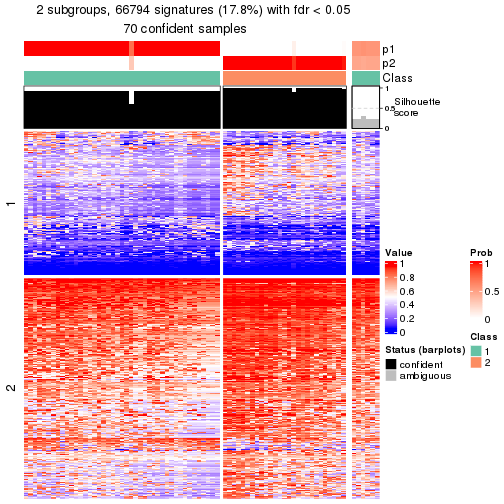 2 subgroups, 66794 signatures (17.8%) with fdr < 0.05
70 confident samples
p1
p2
Class
1
0.5
0
Silhouette
score
1
2
Value
1
0.8
0.6
0.4
0.2
0
Prob
1
0.5
0
Status (barplots)
confident
ambiguous
Class
1
2